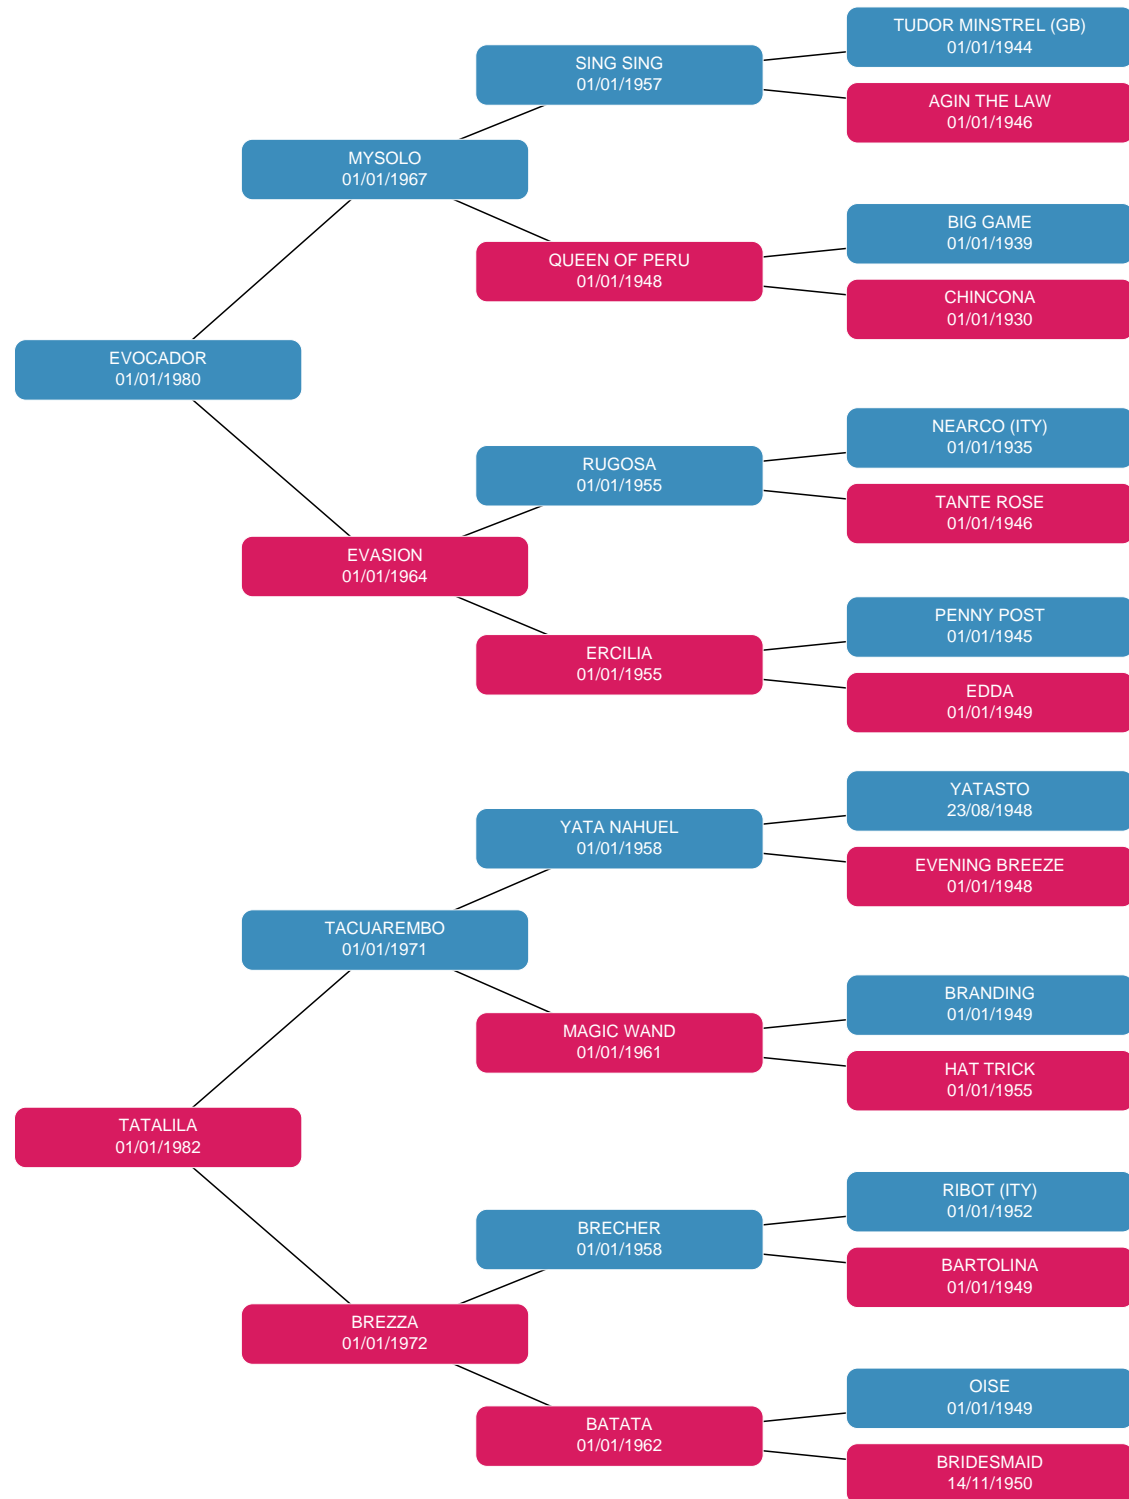 TUDOR MINSTREL (GB)
01/01/1944
SING SING
01/01/1957
AGIN THE LAW
01/01/1946
MYSOLO
01/01/1967
BIG GAME
01/01/1939
QUEEN OF PERU
01/01/1948
CHINCONA
01/01/1930
EVOCADOR
01/01/1980
NEARCO (ITY)
01/01/1935
RUGOSA
01/01/1955
TANTE ROSE
01/01/1946
EVASION
01/01/1964
PENNY POST
01/01/1945
ERCILIA
01/01/1955
EDDA
01/01/1949
YATASTO
23/08/1948
YATA NAHUEL
01/01/1958
EVENING BREEZE
01/01/1948
TACUAREMBO
01/01/1971
BRANDING
01/01/1949
MAGIC WAND
01/01/1961
HAT TRICK
01/01/1955
TATALILA
01/01/1982
RIBOT (ITY)
01/01/1952
BRECHER
01/01/1958
BARTOLINA
01/01/1949
BREZZA
01/01/1972
OISE
01/01/1949
BATATA
01/01/1962
BRIDESMAID
14/11/1950